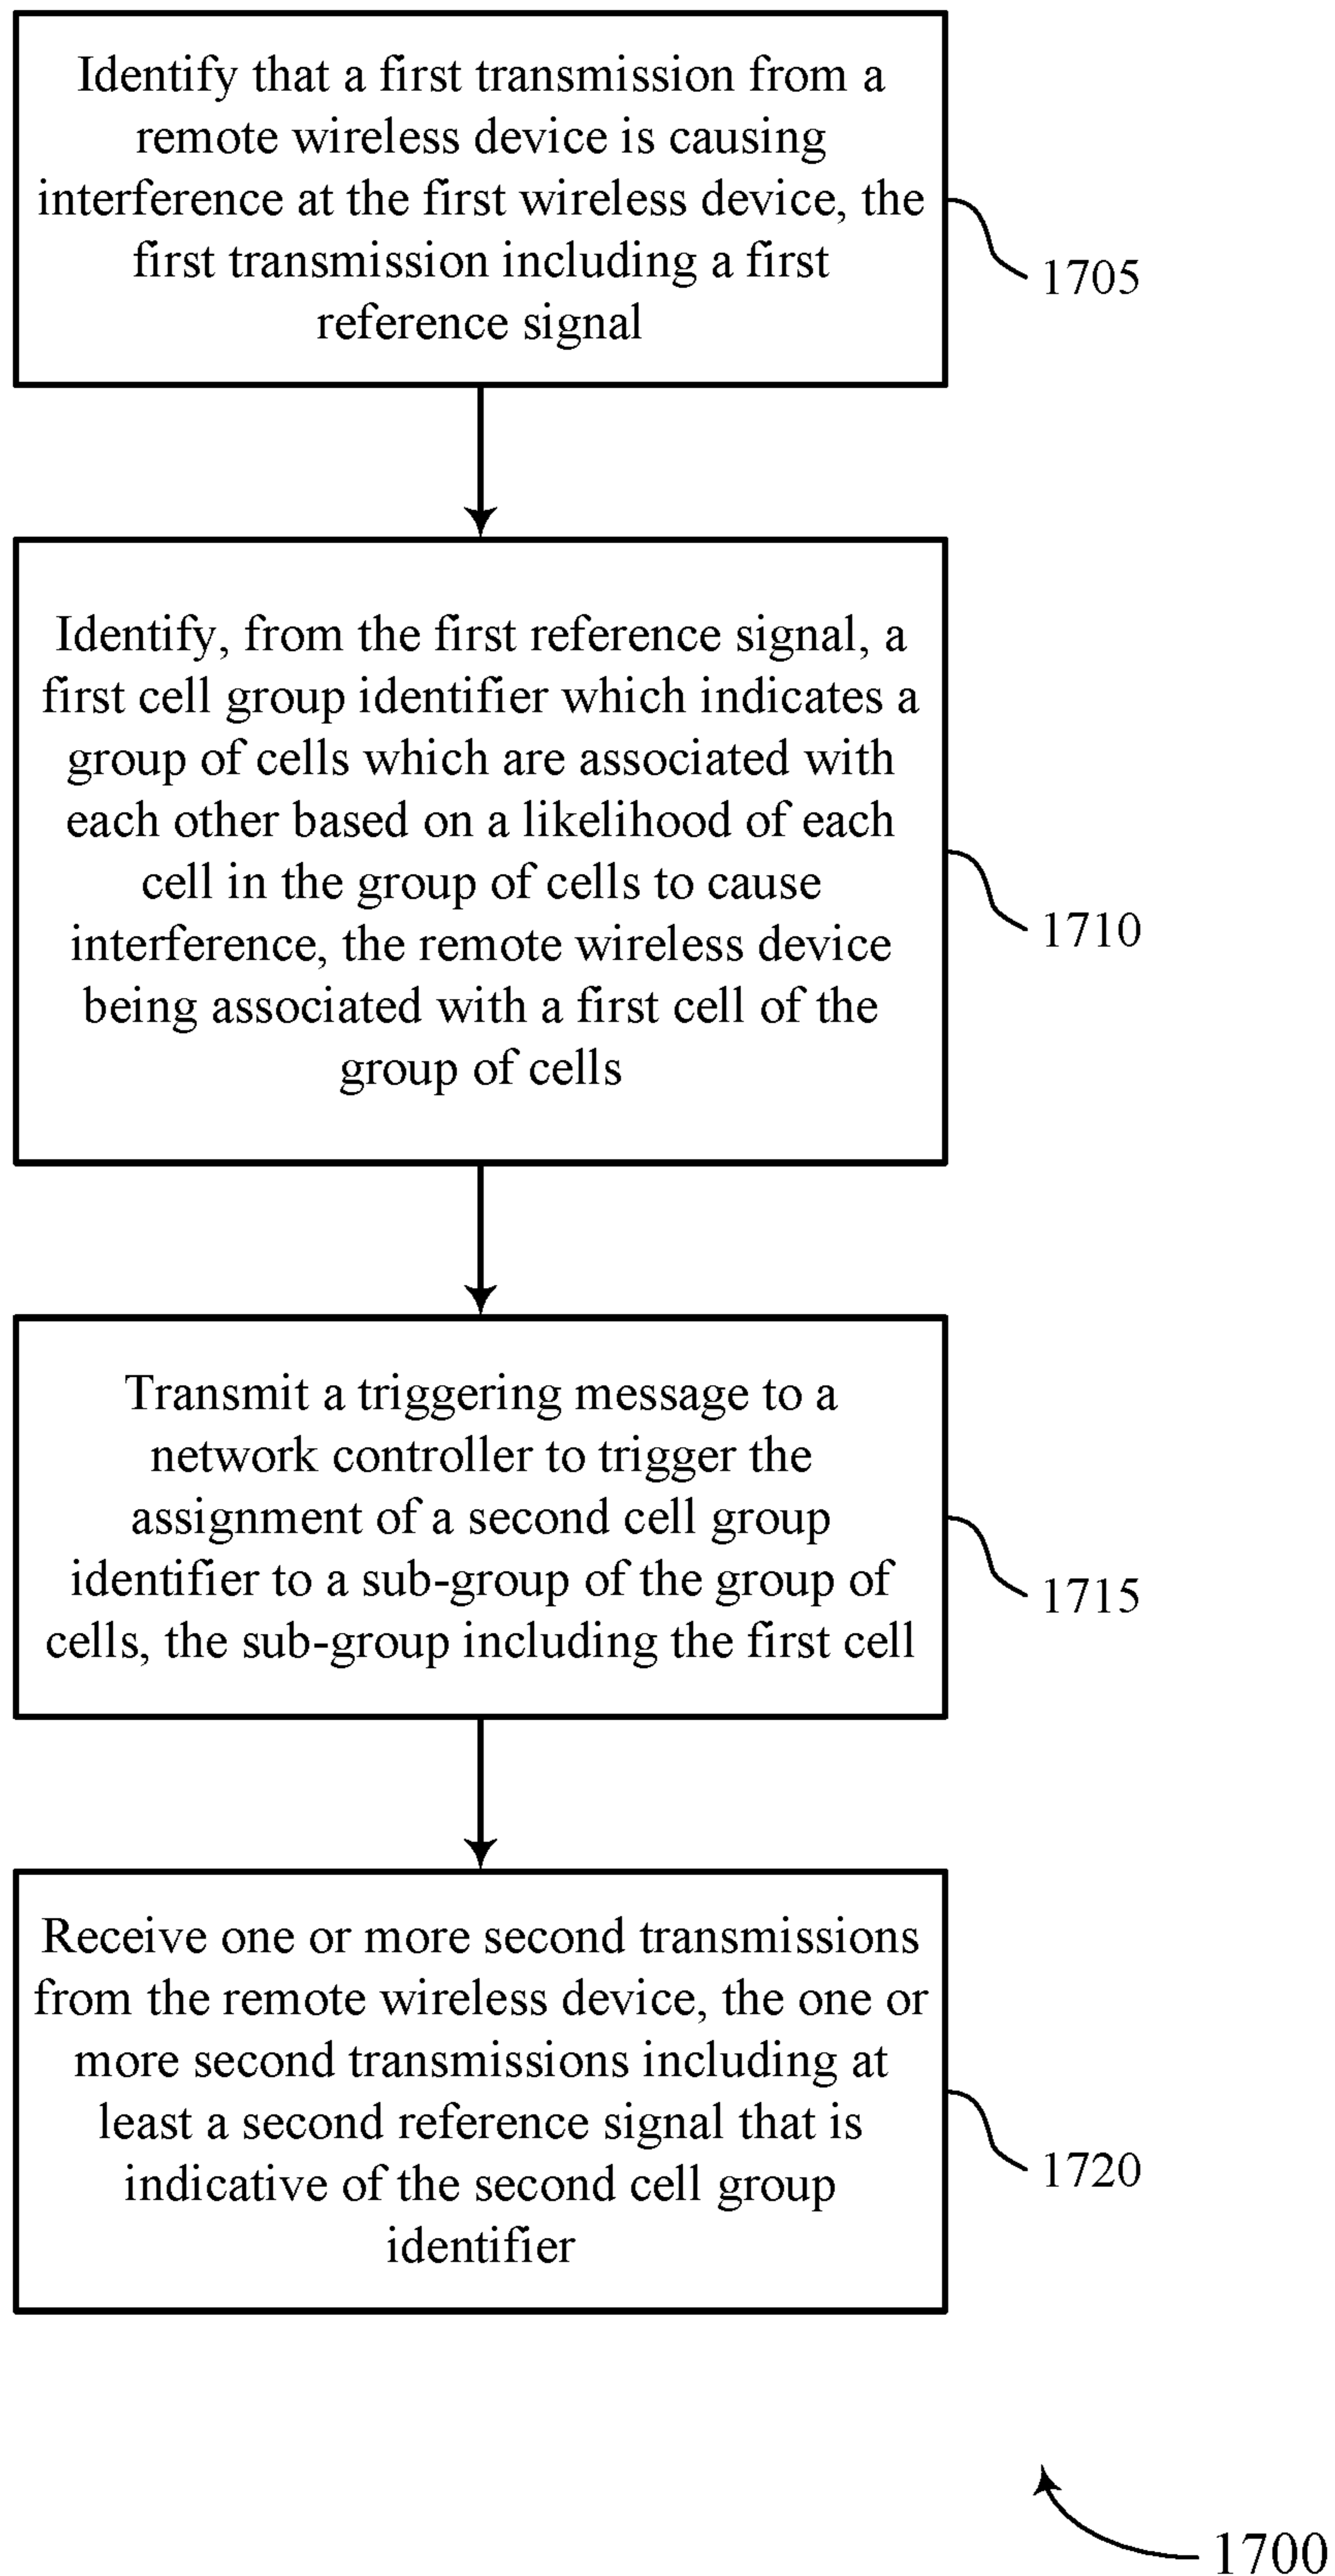 Identify that a first transmission from a
remote wireless device is causing
interference at the first wireless device, the
first transmission including a first
reference signal
1705
Identify, from the first reference signal, a
first cell group identifier which indicates a
group of cells which are associated with
each other based on a likelihood of each
cell in the group of cells to cause
interference, the remote wireless device
being associated with a first cell of the
group of cells
1710
Transmit a triggering message to a
network controller to trigger the
assignment of a second cell group
identifier to a sub-group of the group of
cells, the sub-group including the first cell
1715
Receive one or more second transmissions
from the remote wireless device, the one or
more second transmissions including at
least a second reference signal that is
indicative of the second cell group
identifier
1720
1700